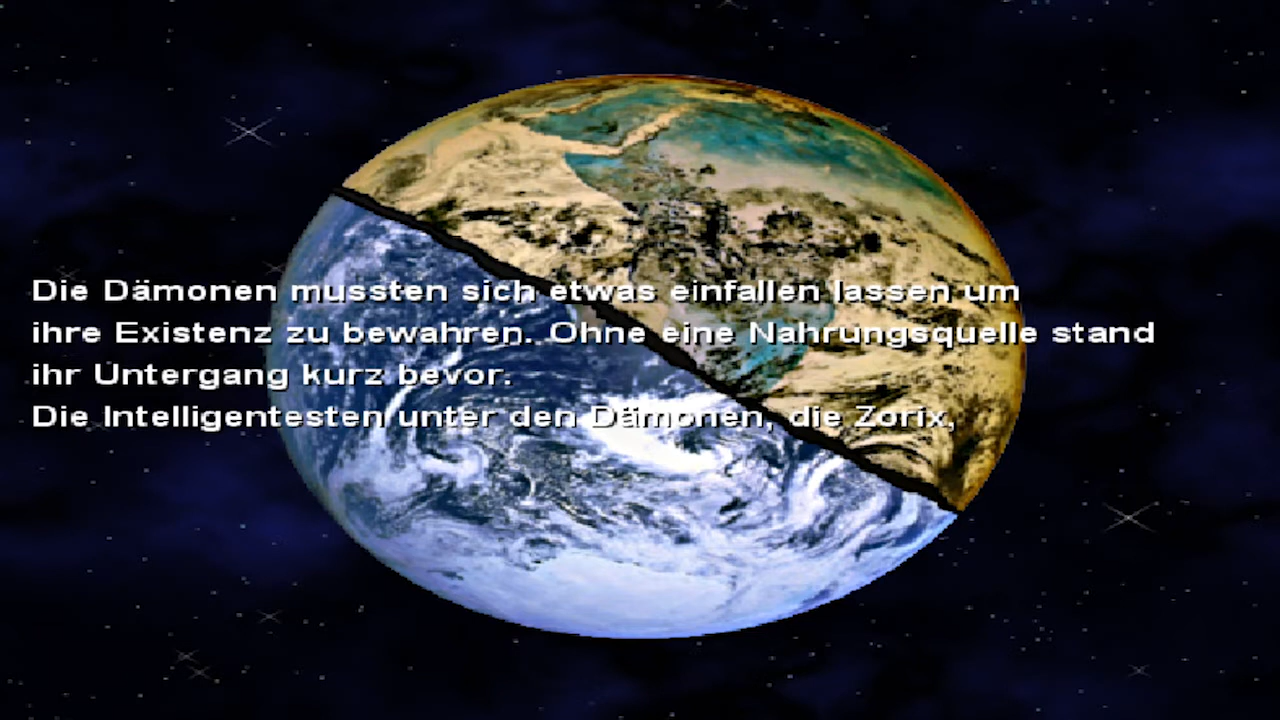 Die Dämonen mussten sich etwas einfallen lassen um
ihre Existenz zu bewahren. Ohne eine Nahrungsquelle stand
ihr Untergang kurz bevor.
Die Intelligentesten unter den Dämonen, die Zorix,